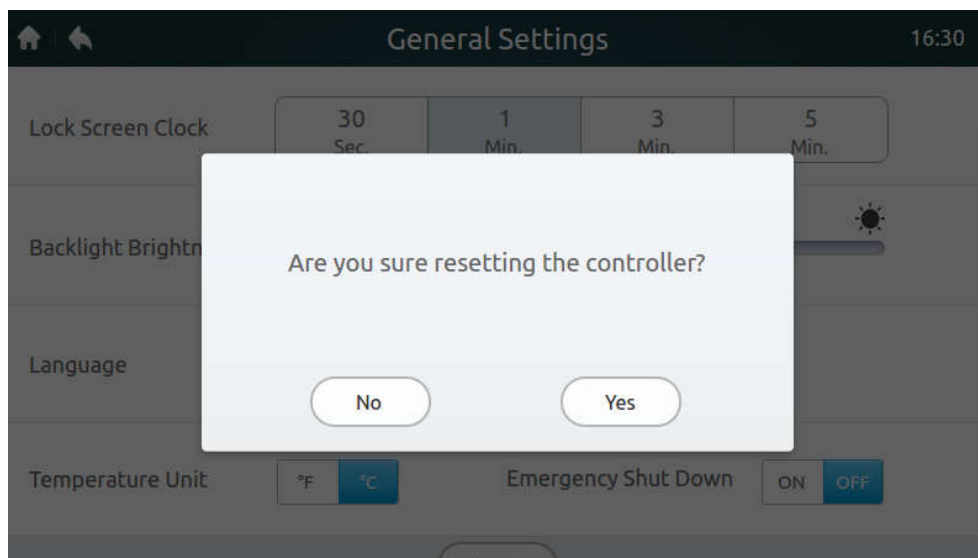 General Settings
16:30
Lock Screen Clock
30
Sec.
1
Min.
3
Min.
5
Min.
Backlight
Are you sure resetting the controller?
Language
No
Yes
Temperature Unit
°F
°C
Emergency Shut Down
ON
OFF